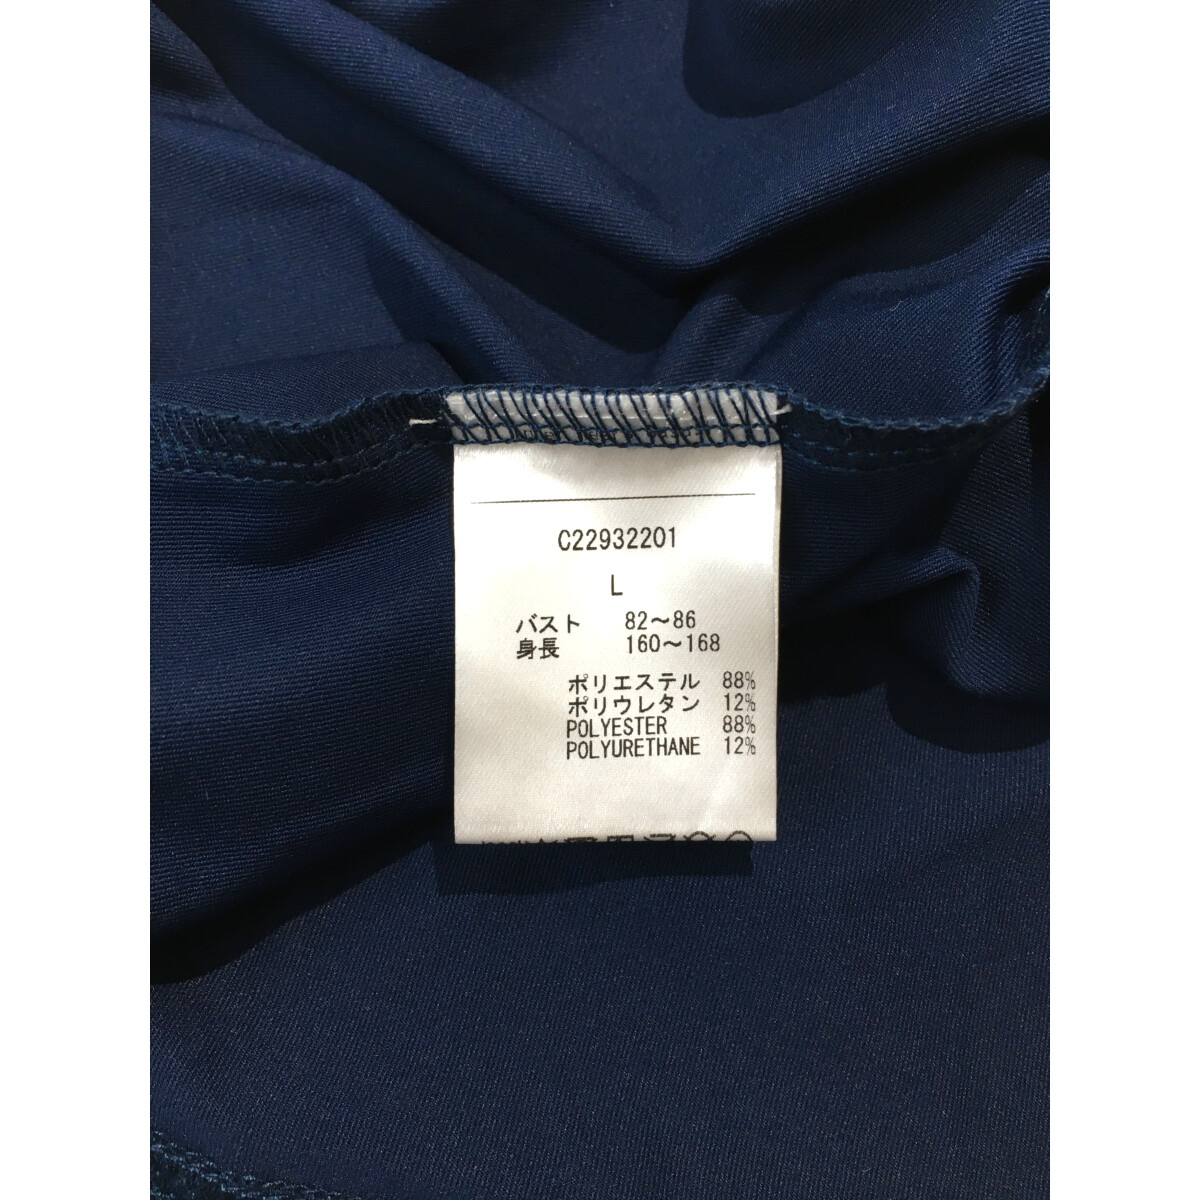 C22932201
L
バスト 82～86
身長 160～168
ポリエステル 88%
ポリウレタン 12%
POLYESTER 88%
POLYURETHANE 12%